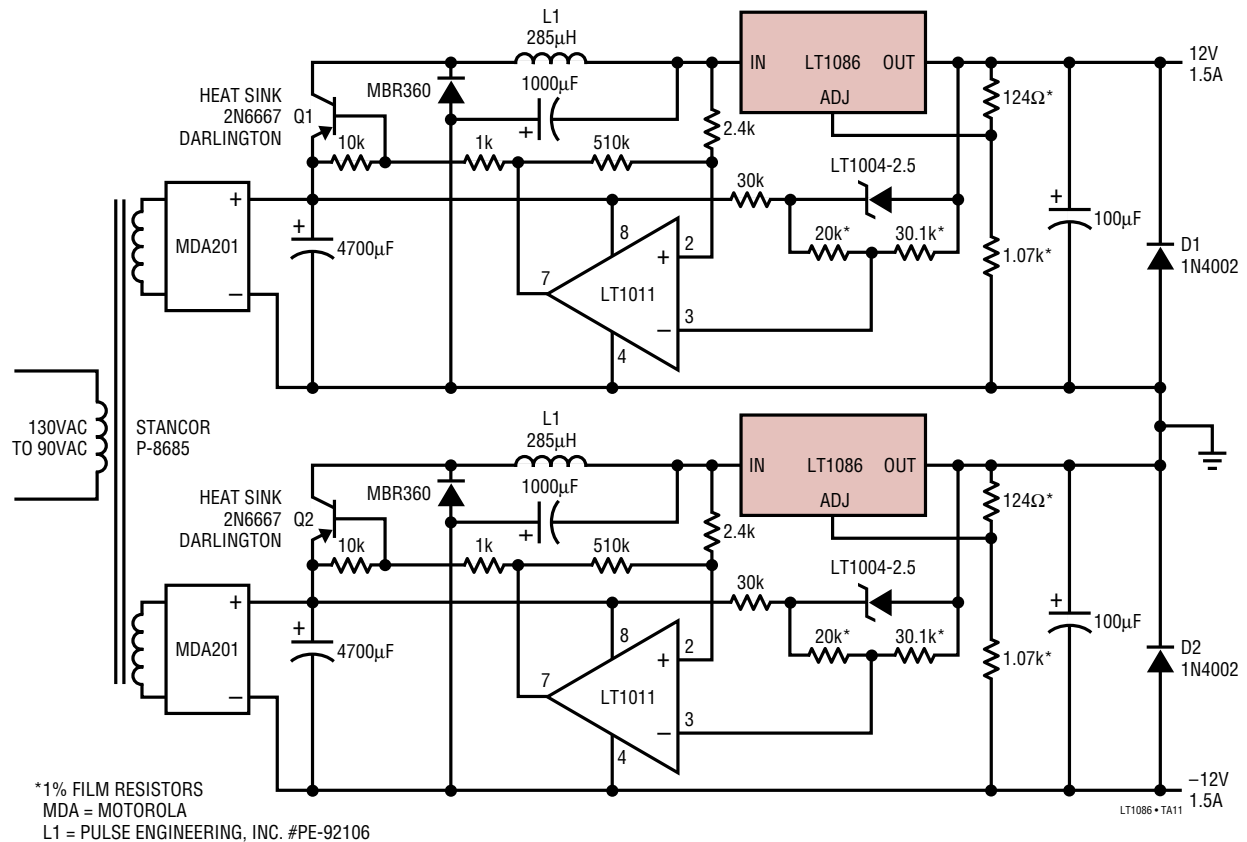 L1
285µH
MBR360
1000µF
+
HEAT SINK
2N6667
DARLINGTON
Q1
10k
1k
510k
2.4k
IN
LT1086
OUT
ADJ
124Ω*
12V
1.5A
LT1004-2.5
30k
20k*
30.1k*
1.07k*
+
100µF
D1
1N4002
MDA201
+
–
+
4700µF
8
2
+
7
LT1011
–
3
4
130VAC
TO 90VAC
STANCOR
P-8685
L1
285µH
MBR360
1000µF
+
HEAT SINK
2N6667
DARLINGTON
Q2
10k
1k
510k
2.4k
IN
LT1086
OUT
ADJ
124Ω*
LT1004-2.5
30k
20k*
30.1k*
1.07k*
+
100µF
D2
1N4002
MDA201
+
–
+
4700µF
8
2
+
7
LT1011
–
3
4
–12V
1.5A
LT1086 • TA11
*1% FILM RESISTORS
MDA = MOTOROLA
L1 = PULSE ENGINEERING, INC. #PE-92106